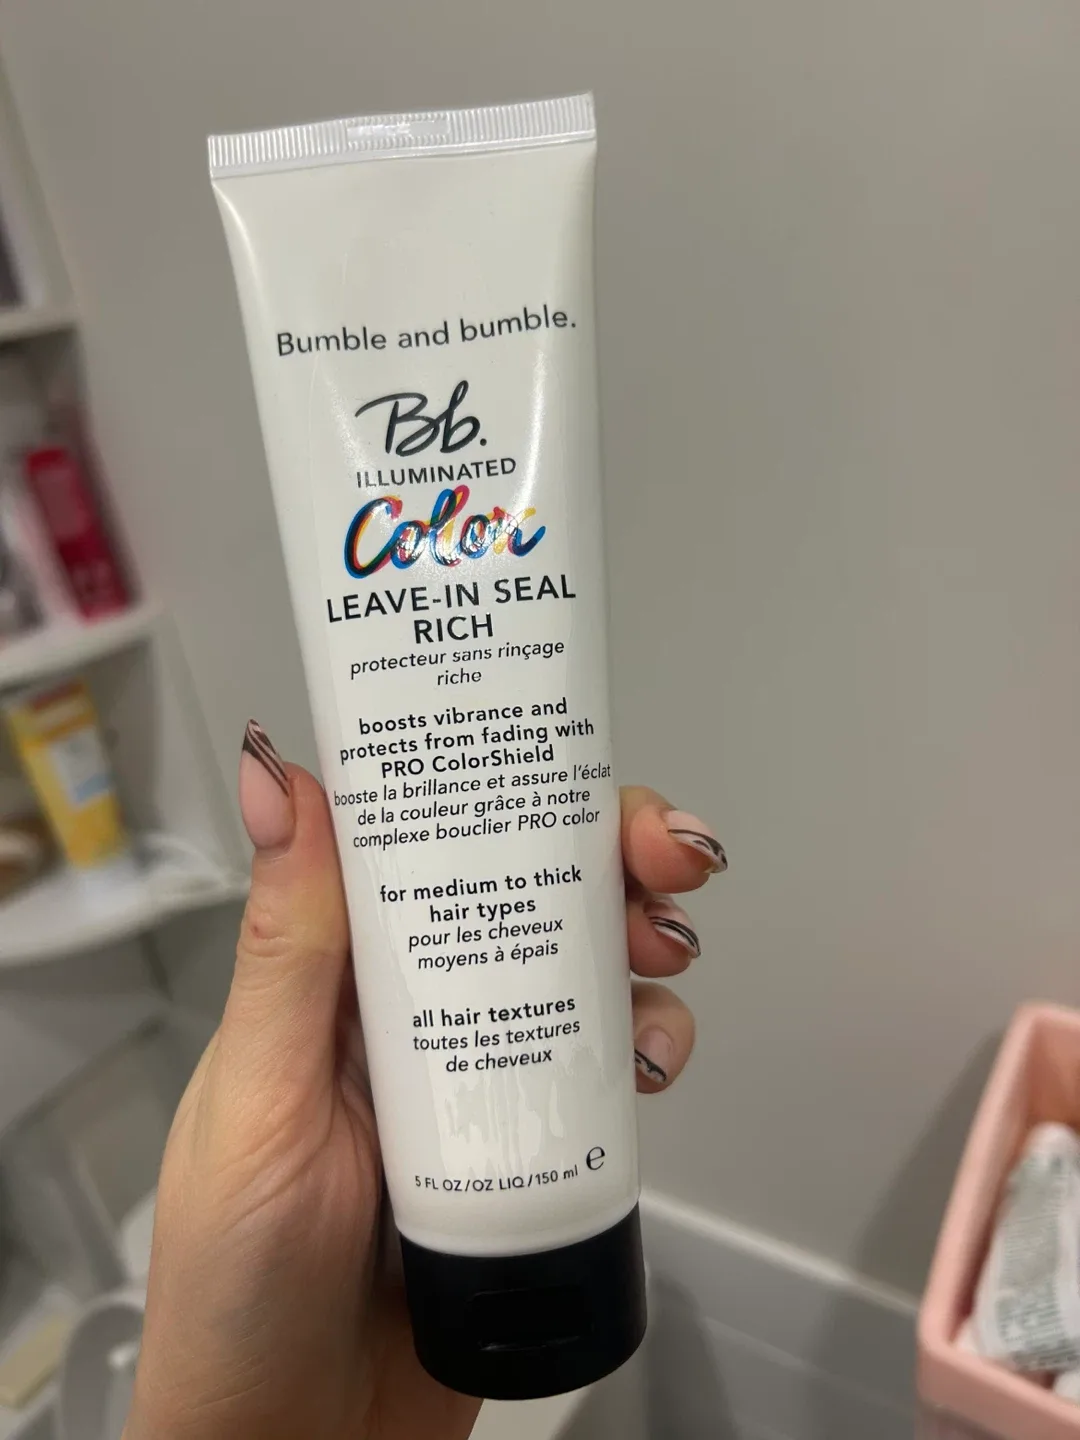 Bumble and bumble.
Bb.
ILLUMINATED
Color
LEAVE-IN SEAL
RICH
protecteur sans rinçage
riche
boosts vibrance and
protects from fading with
PRO ColorShield
booste la brillance et assure l'éclat
de la couleur grâce à notre
complexe bouclier PRO color
for medium to thick
hair types
pour les cheveux
moyens à épais
all hair textures
toutes les textures
de cheveux
5 FL OZ/OZ LIQ/150 ml e